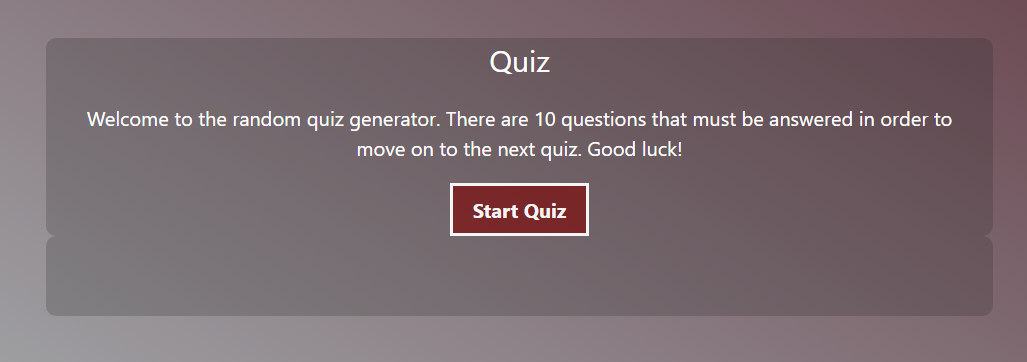 Quiz
Welcome to the random quiz generator. There are 10 questions that must be answered in order to
move on to the next quiz. Good luck!
Start Quiz